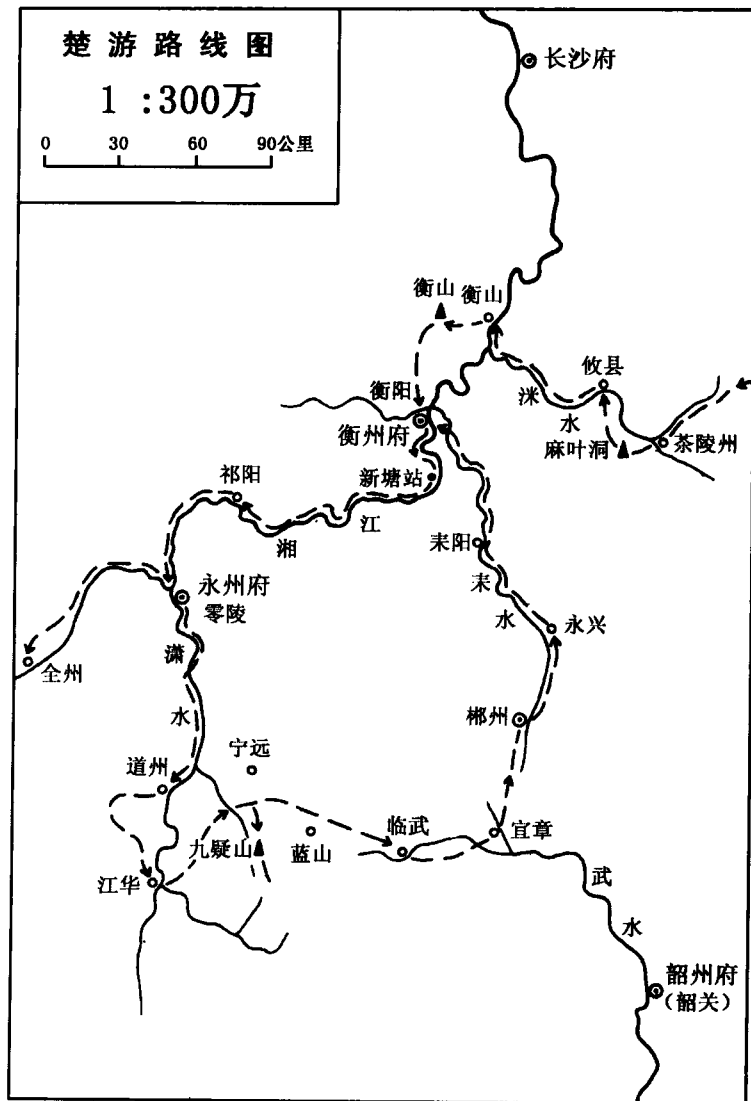 楚游路线图
1:300万
0 30 60 90公里
长沙府
衡山
衡山
攸县
衡阳
洣水
衡州府
麻叶洞
茶陵州
新塘站
祁阳
湘江
耒阳
永州府
零陵
耒水
永兴
潇水
全州
郴州
宁远
道州
临武
宜章
九疑山
蓝山
江华
武水
韶州府
(韶关)